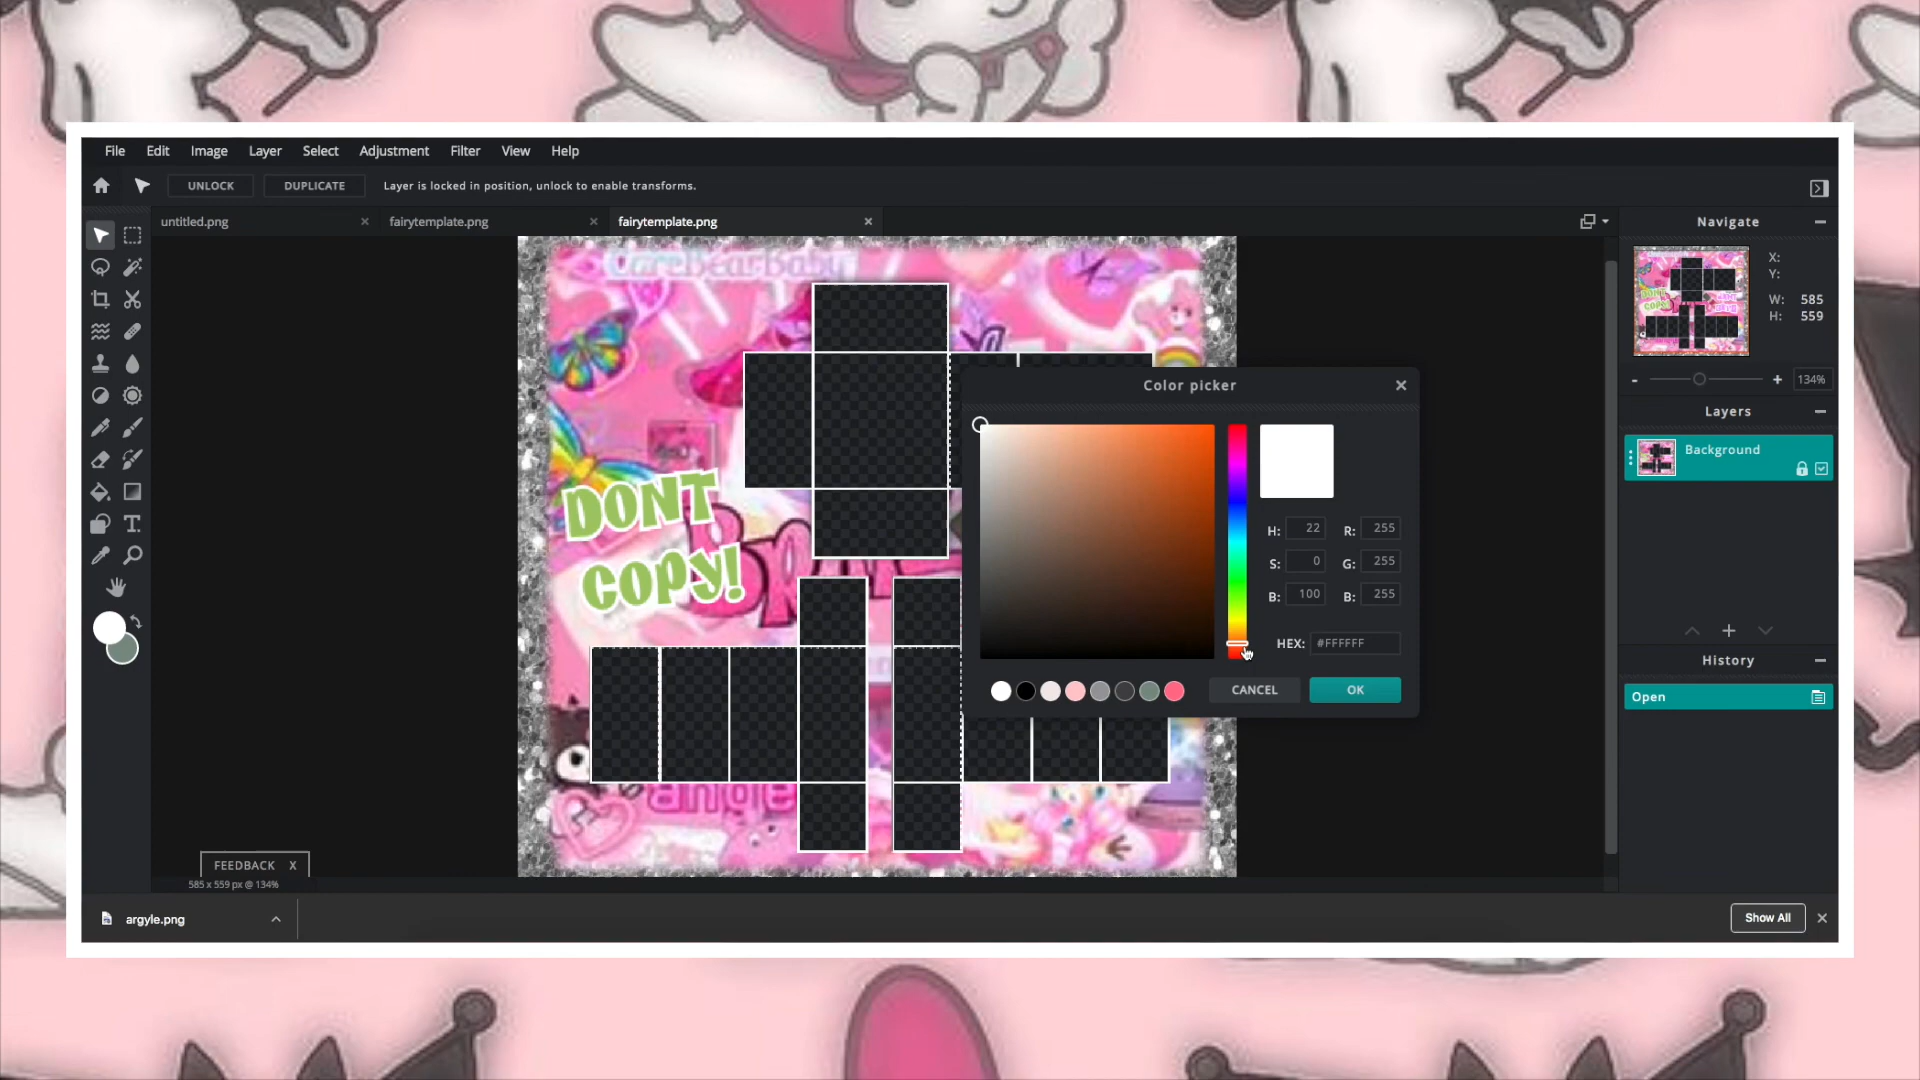 File Edit Image Layer Select Adjustment Filter View Help
UNLOCK DUPLICATE Layer is locked in position, unlock to enable transforms.
untitled.png × fairytemplate.png × fairytemplate.png ×
Navigate
X:
Y:
W: 585
H: 559
- + 134%
Layers
Background
History
Open
CareBearBaby
DONT
COPY!
ange
Color picker
H: 22 R: 255
S: 0 G: 255
B: 100 B: 255
HEX: #FFFFFF
CANCEL OK
T
FEEDBACK X
585 x 559 px @ 134%
argyle.png
Show All